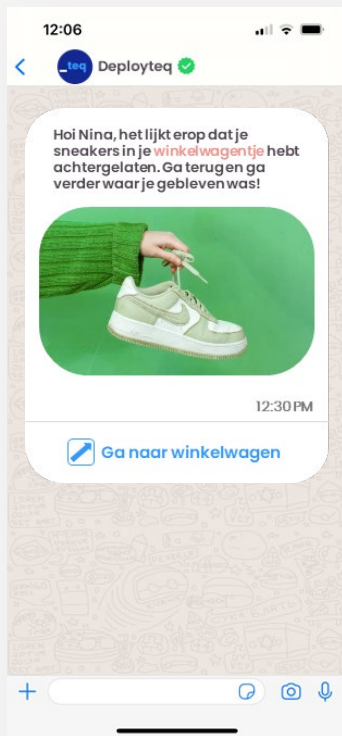 12:06
_teq Deployteq
Hoi Nina, het lijkt erop dat je
sneakers in je winkelwagentje hebt
achtergelaten. Ga terug en ga
verder waar je gebleven was!
12:30 PM
Ga naar winkelwagen